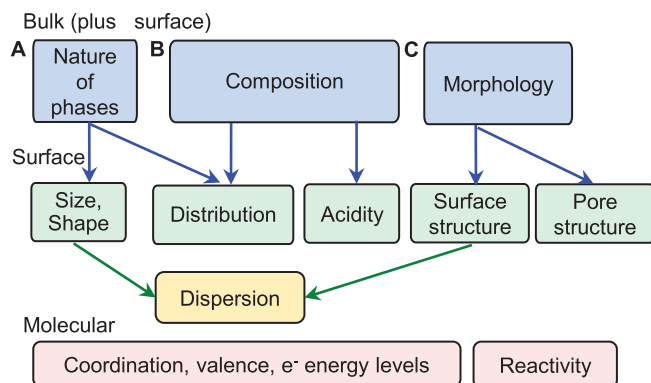 Bulk (plus surface)
A
Nature
of
phases
B
Composition
C
Morphology
Surface
Size,
Shape
Distribution
Acidity
Surface
structure
Pore
structure
Dispersion
Molecular
Coordination, valence, e⁻ energy levels
Reactivity